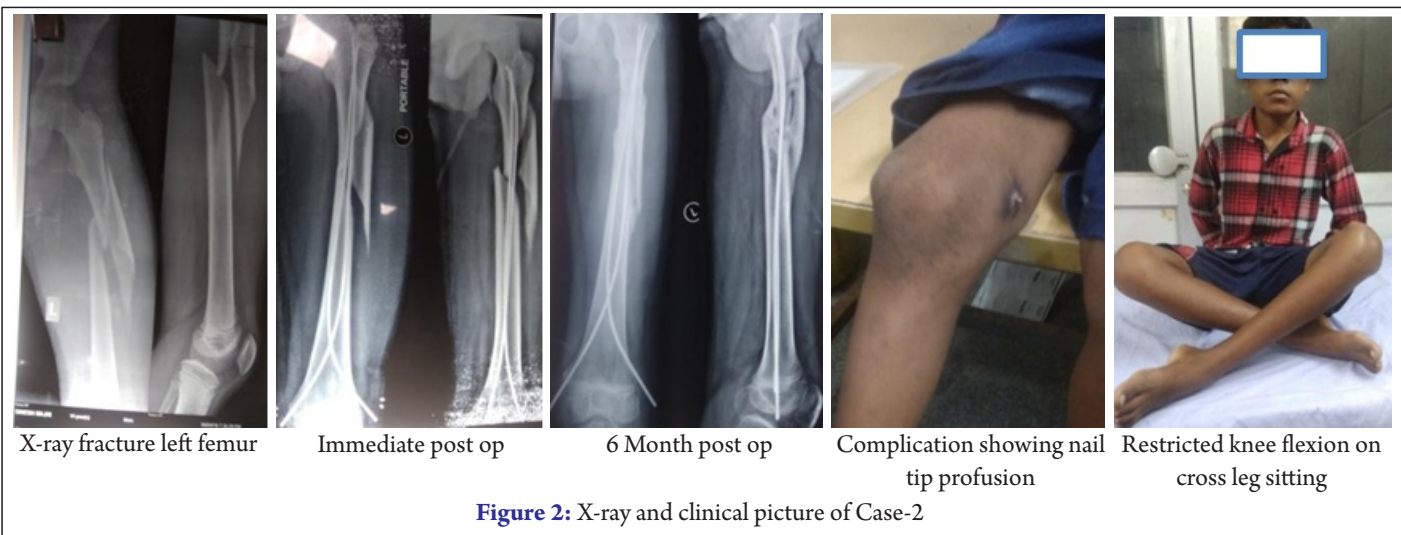 L
PORTABLE
L
L
X-ray fracture left femur
Immediate post op
6 Month post op
Complication showing nail
tip profusion
Restricted knee flexion on
cross leg sitting
Figure 2: X-ray and clinical picture of Case-2